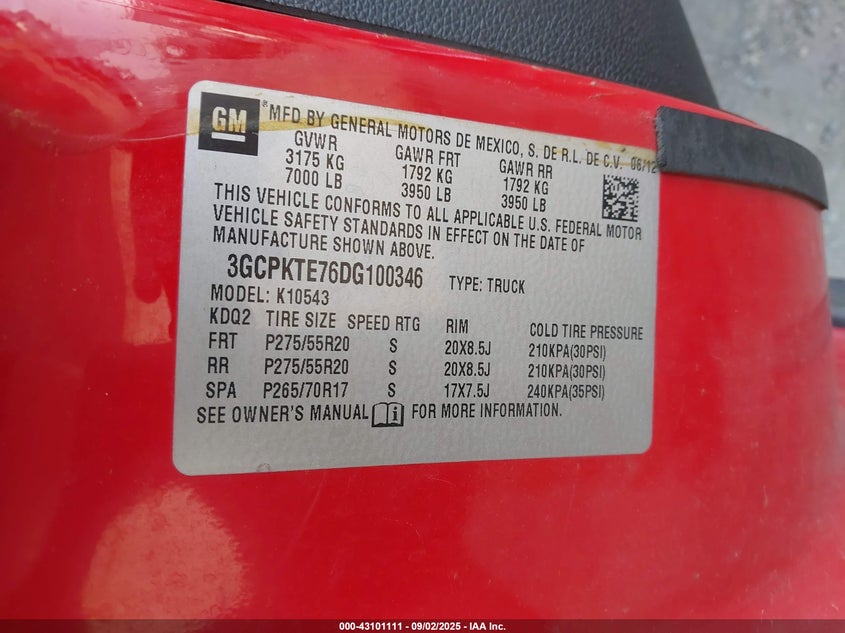 GM ® MFD BY GENERAL MOTORS DE MEXICO, S. DE R.L. DE C.V. 06/12
GVWR GAWR FRT GAWR RR
3175 KG 1792 KG 1792 KG
7000 LB 3950 LB 3950 LB
THIS VEHICLE CONFORMS TO ALL APPLICABLE U.S. FEDERAL MOTOR
VEHICLE SAFETY STANDARDS IN EFFECT ON THE DATE OF
MANUFACTURE SHOWN ABOVE.
3GCPKTE76DG100346 TYPE: TRUCK
MODEL: K10543
KDQ2 TIRE SIZE SPEED RTG RIM COLD TIRE PRESSURE
FRT P275/55R20 S 20X8.5J 210KPA(30PSI)
RR P275/55R20 S 20X8.5J 210KPA(30PSI)
SPA P265/70R17 S 17X7.5J 240KPA(35PSI)
SEE OWNER'S MANUAL FOR MORE INFORMATION.
000-43101111 - 09/02/2025 - IAA Inc.